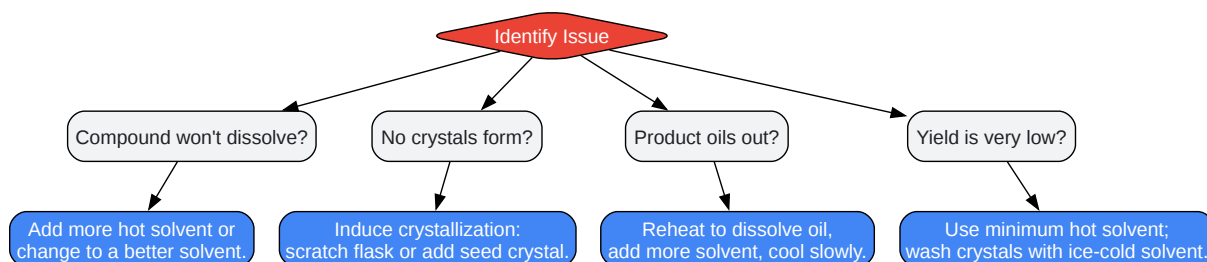 Identify Issue
Compound won't dissolve?
No crystals form?
Product oils out?
Yield is very low?
Add more hot solvent or
change to a better solvent.
Induce crystallization:
scratch flask or add seed crystal.
Reheat to dissolve oil,
add more solvent, cool slowly.
Use minimum hot solvent;
wash crystals with ice-cold solvent.